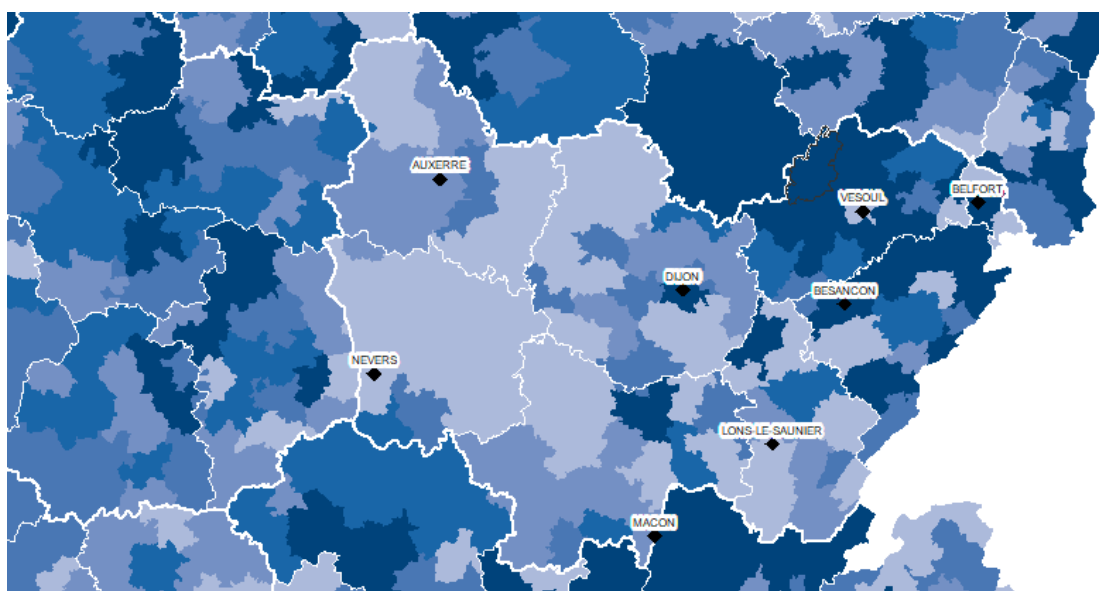 AUXERRE
BELFORT
VESOUL
DIJON
BESANCON
NEVERS
LONS-LE-SAUNIER
MACON